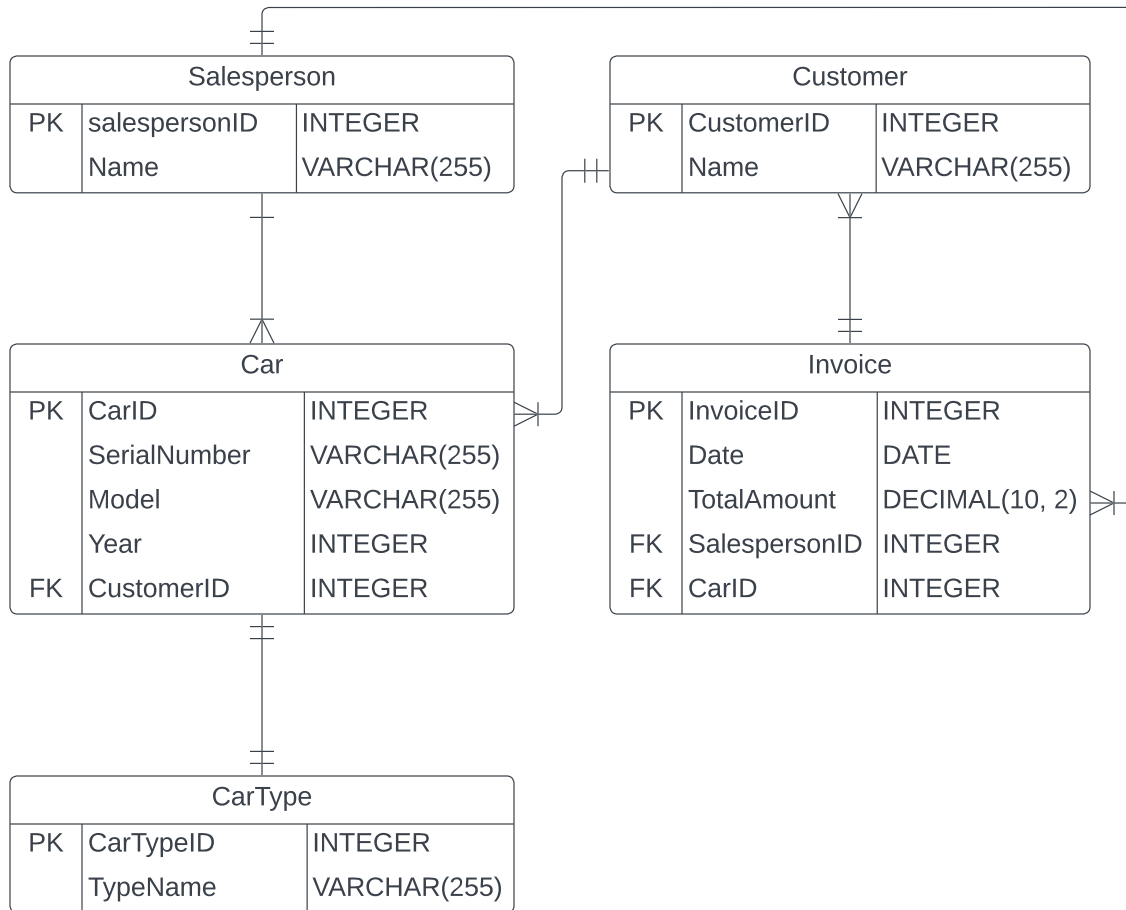 Salesperson
PK salespersonID INTEGER
Name VARCHAR(255)
Customer
PK CustomerID INTEGER
Name VARCHAR(255)
Car
PK CarID INTEGER
SerialNumber VARCHAR(255)
Model VARCHAR(255)
Year INTEGER
FK CustomerID INTEGER
Invoice
PK InvoiceID INTEGER
Date DATE
TotalAmount DECIMAL(10, 2)
FK SalespersonID INTEGER
FK CarID INTEGER
CarType
PK CarTypeID INTEGER
TypeName VARCHAR(255)